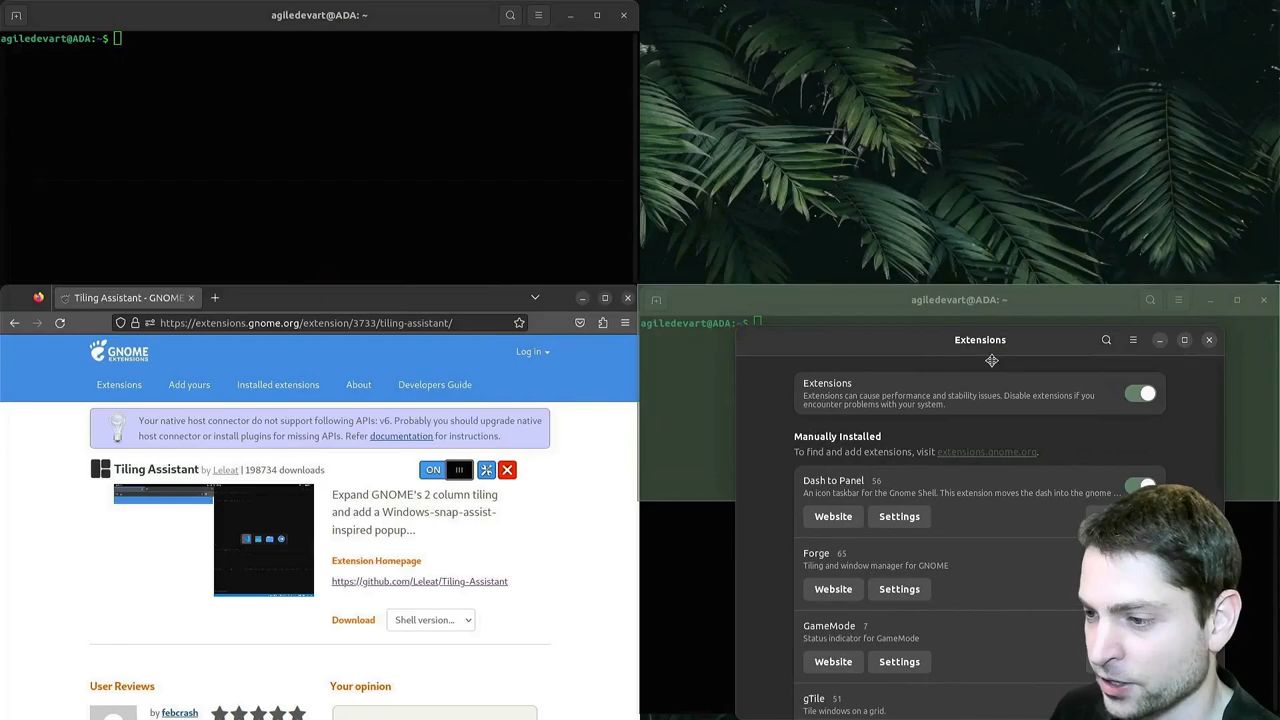 agiledevart@ADA: ~
agiledevart@ADA:~$
Tiling Assistant - GNOME
https://extensions.gnome.org/extension/3733/tiling-assistant/
GNOME
EXTENSIONS
Log in
Extensions
Add yours
Installed extensions
About
Developers Guide
Your native host connector do not support following APIs: v6. Probably you should upgrade native
host connector or install plugins for missing APIs. Refer documentation for instructions.
Tiling Assistant by Leleat | 198734 downloads
ON
Expand GNOME's 2 column tiling
and add a Windows-snap-assist-
inspired popup...
Extension Homepage
https://github.com/Leleat/Tiling-Assistant
Download
Shell version...
User Reviews
Your opinion
by febcrash
agiledevart@ADA: ~
agiledevart@ADA:~$
Extensions
Extensions
Extensions can cause performance and stability issues. Disable extensions if you
encounter problems with your system.
Manually Installed
To find and add extensions, visit extensions.gnome.org.
Dash to Panel 56
An icon taskbar for the Gnome Shell. This extension moves the dash into the gnome ...
Website
Settings
Forge 65
Tiling and window manager for GNOME
Website
Settings
GameMode 7
Status indicator for GameMode
Website
Settings
gTile 51
Tile windows on a grid.